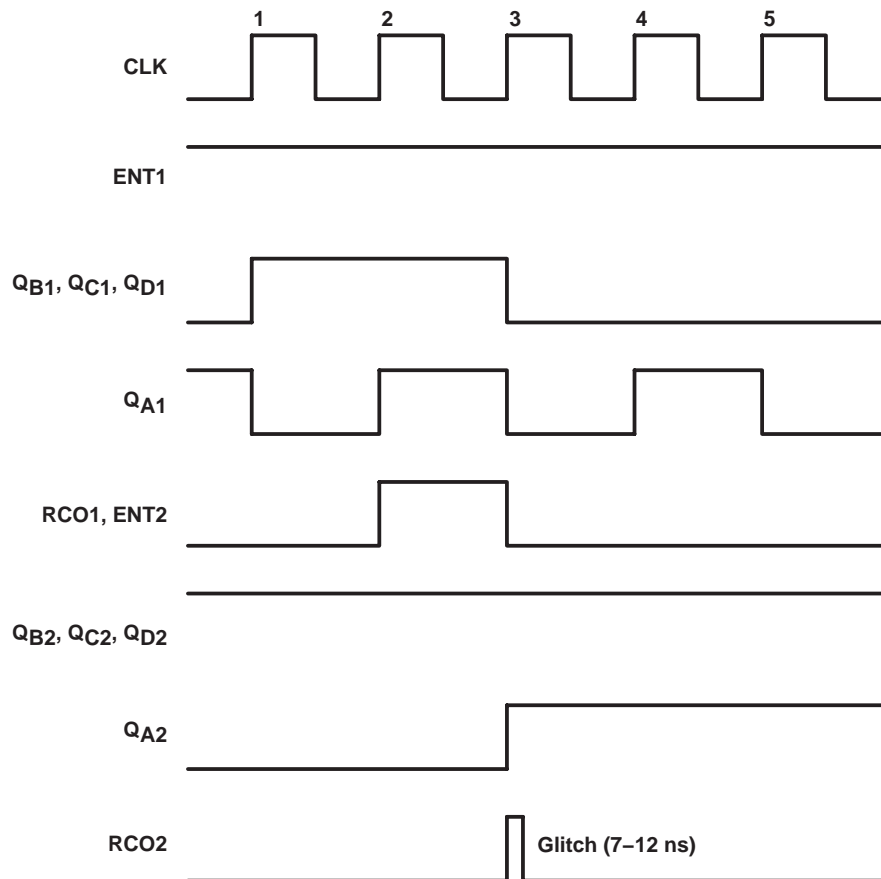 1 2 3 4 5
CLK
ENT1
QB1, QC1, QD1
QA1
RCO1, ENT2
QB2, QC2, QD2
QA2
RCO2
Glitch (7–12 ns)